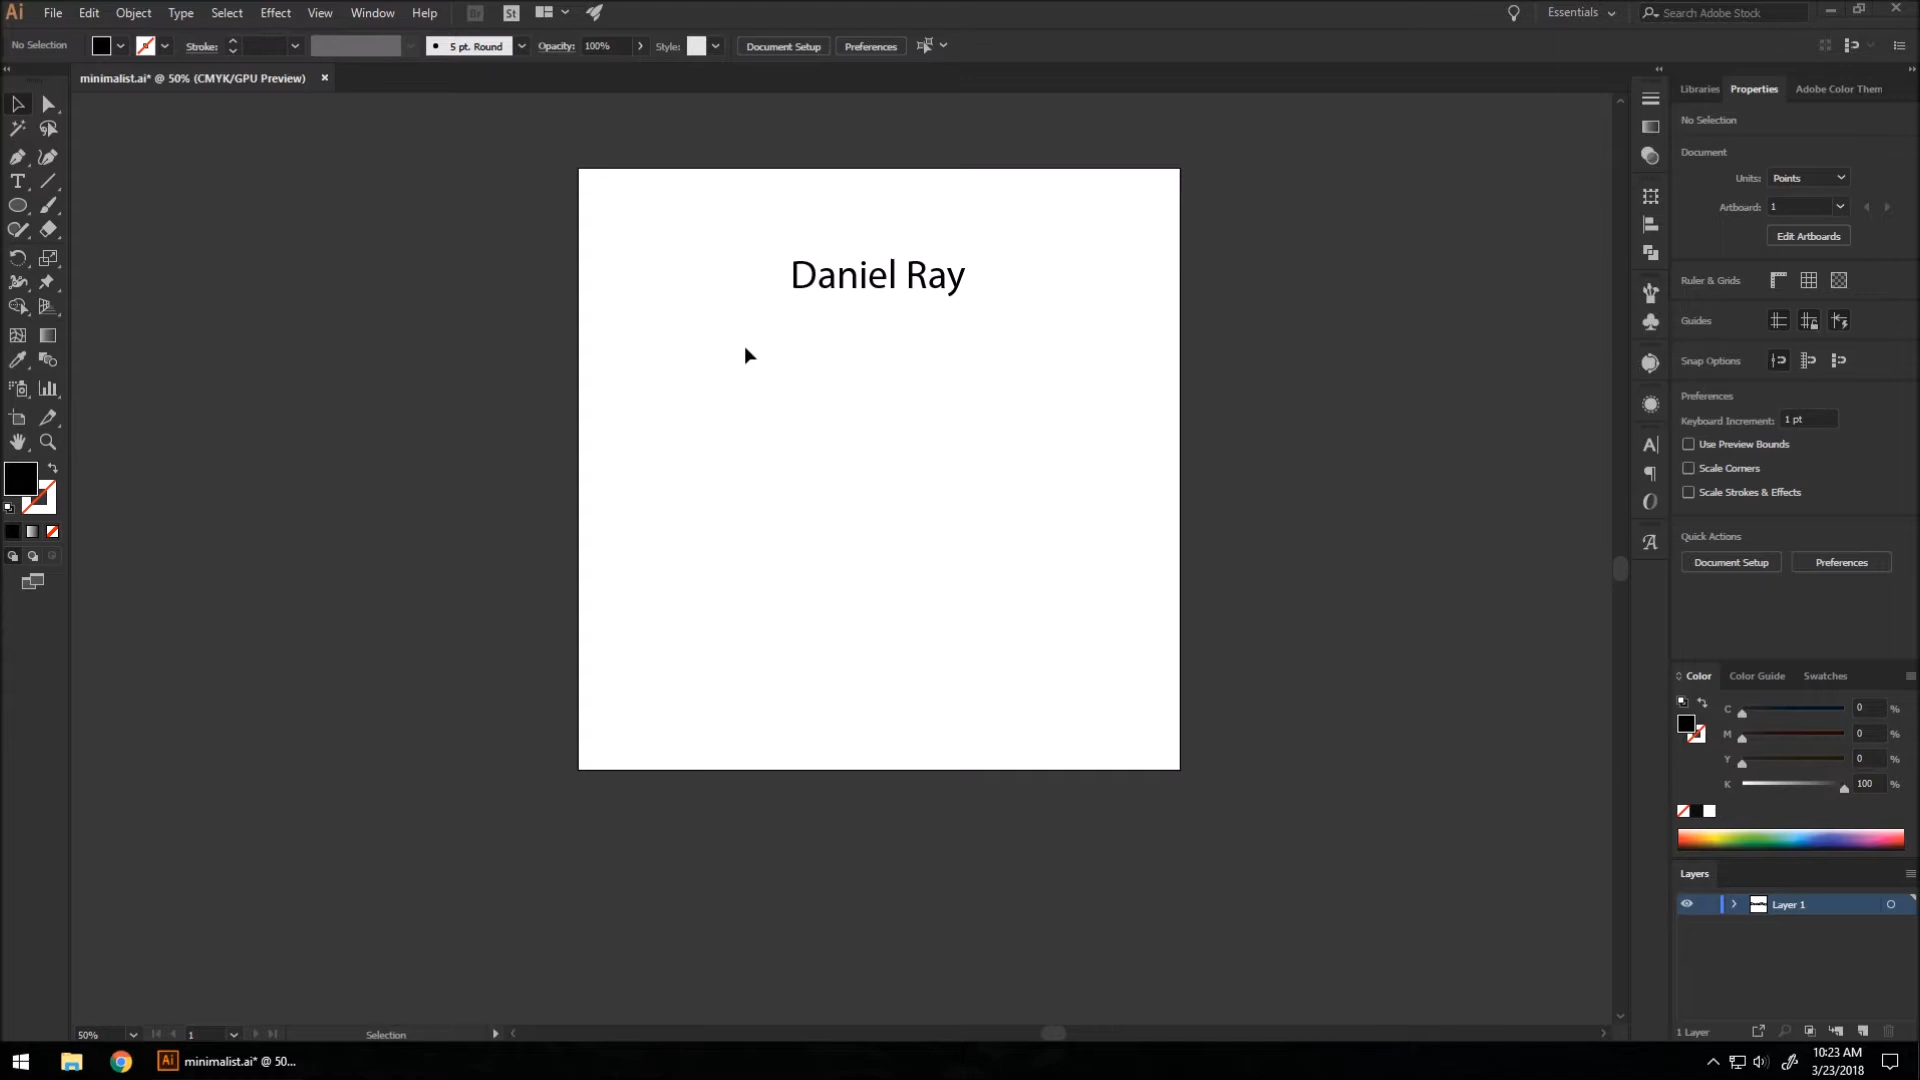 Ai File Edit Object Type Select Effect View Window Help Br St Essentials Search Adobe Stock
No Selection Stroke: 5 pt. Round Opacity: 100% Style: Document Setup Preferences
minimalist.ai* @ 50% (CMYK/GPU Preview) ×
Libraries Properties Adobe Color Them
No Selection
Document
Units: Points
Artboard: 1
Edit Artboards
Daniel Ray
Ruler & Grids
Guides
Snap Options
Preferences
Keyboard Increment: 1 pt
Use Preview Bounds
Scale Corners
Scale Strokes & Effects
Quick Actions
Document Setup Preferences
Color Color Guide Swatches
C 0 %
M 0 %
Y 0 %
K 100 %
Layers
Layer 1
50% 1 Selection
1 Layer
Ai minimalist.ai* @ 50...
10:23 AM
3/23/2018